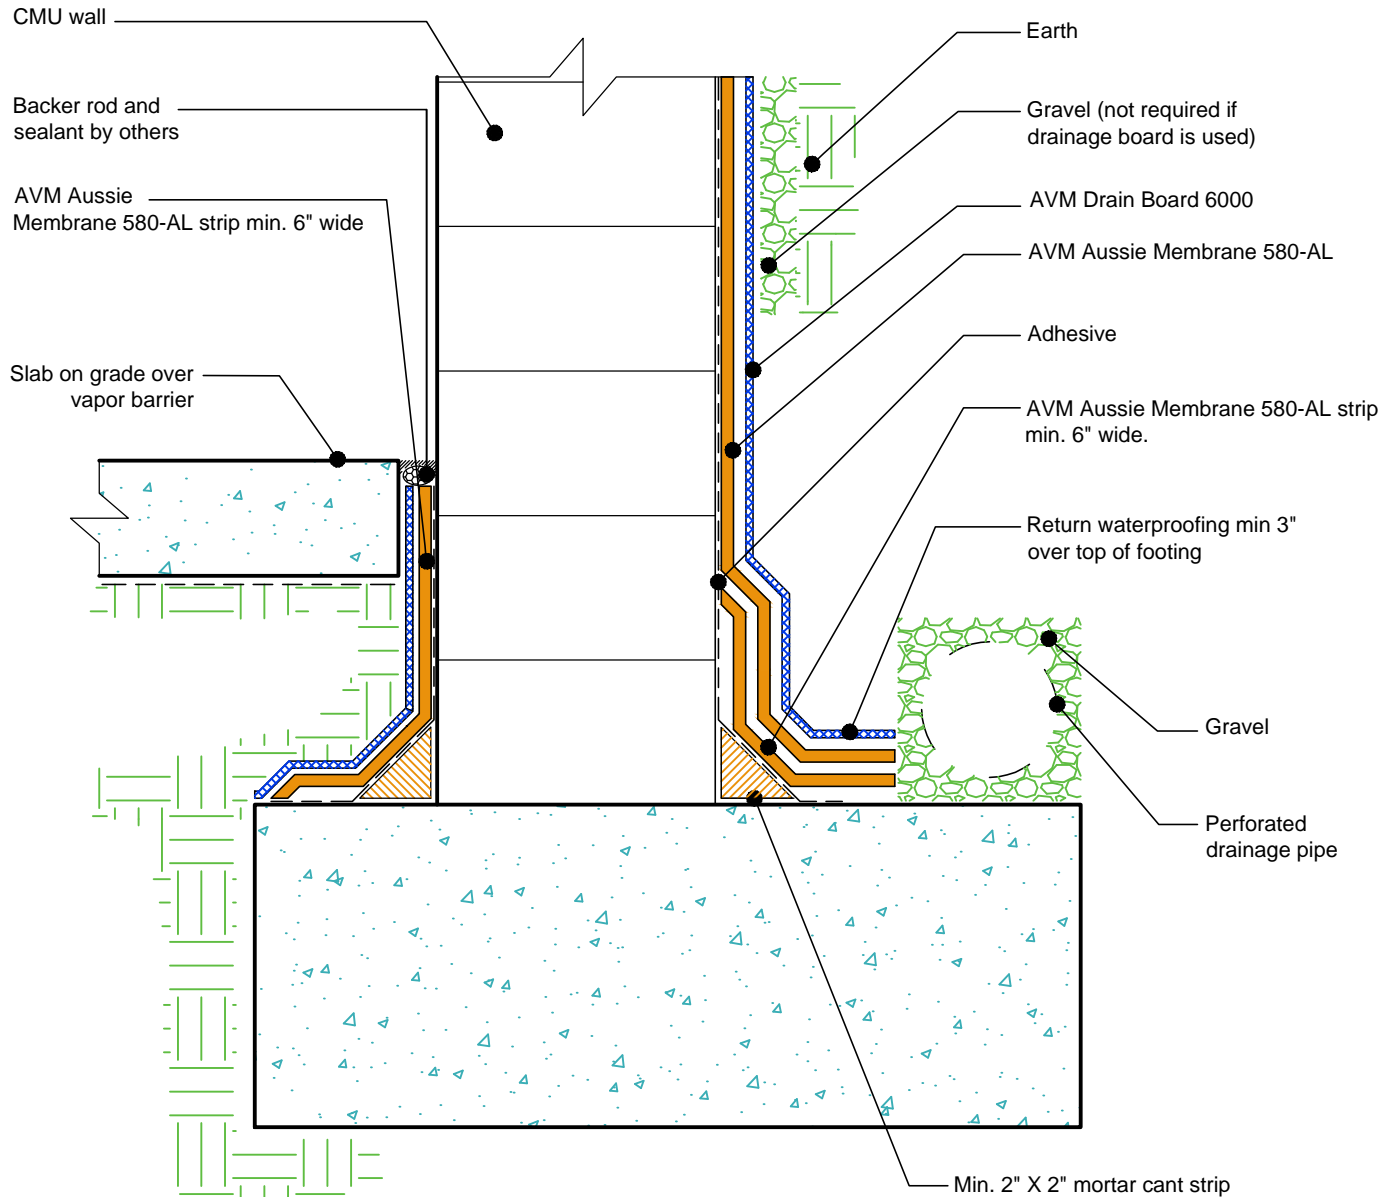 CMU wall
Backer rod and
sealant by others
AVM Aussie
Membrane 580-AL strip min. 6" wide
Slab on grade over
vapor barrier
Earth
Gravel (not required if
drainage board is used)
AVM Drain Board 6000
AVM Aussie Membrane 580-AL
Adhesive
AVM Aussie Membrane 580-AL strip
min. 6" wide.
Return waterproofing min 3"
over top of footing
Gravel
Perforated
drainage pipe
Min. 2" X 2" mortar cant strip